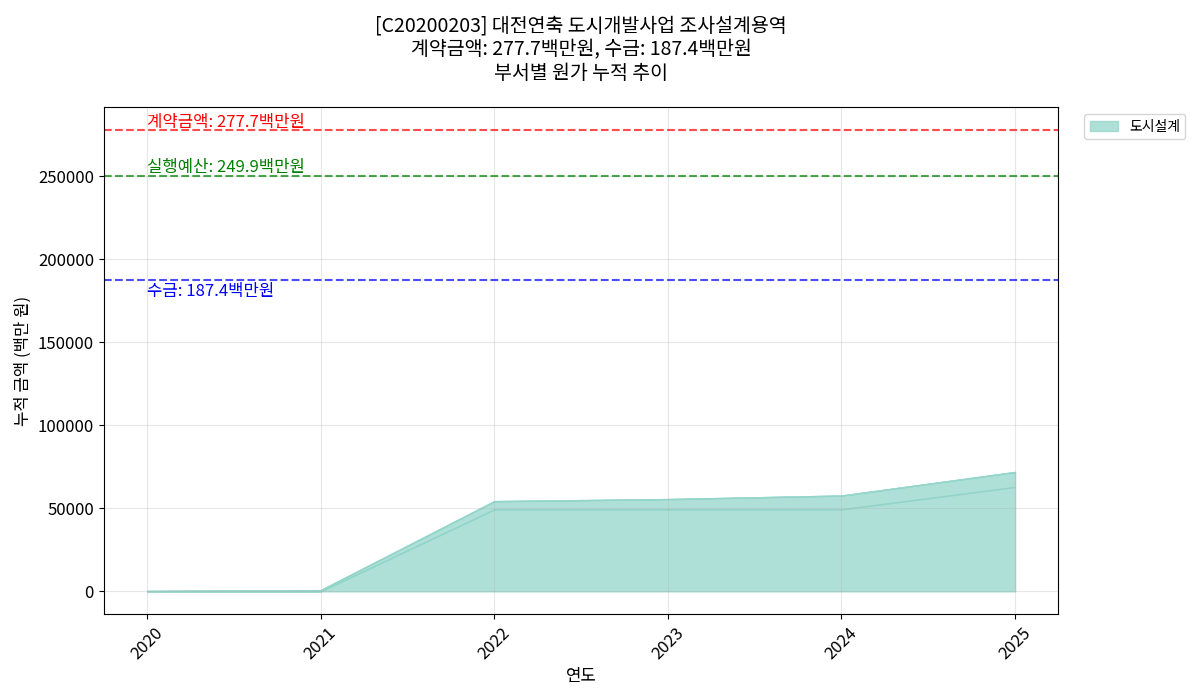 [C20200203] 대전연축 도시개발사업 조사설계용역
계약금액: 277.7백만원, 수금: 187.4백만원
부서별 원가 누적 추이
계약금액: 277.7백만원
실행예산: 249.9백만원
수금: 187.4백만원
도시설계
누적 금액 (백만 원)
250000
200000
150000
100000
50000
0
2020
2021
2022
2023
2024
2025
연도